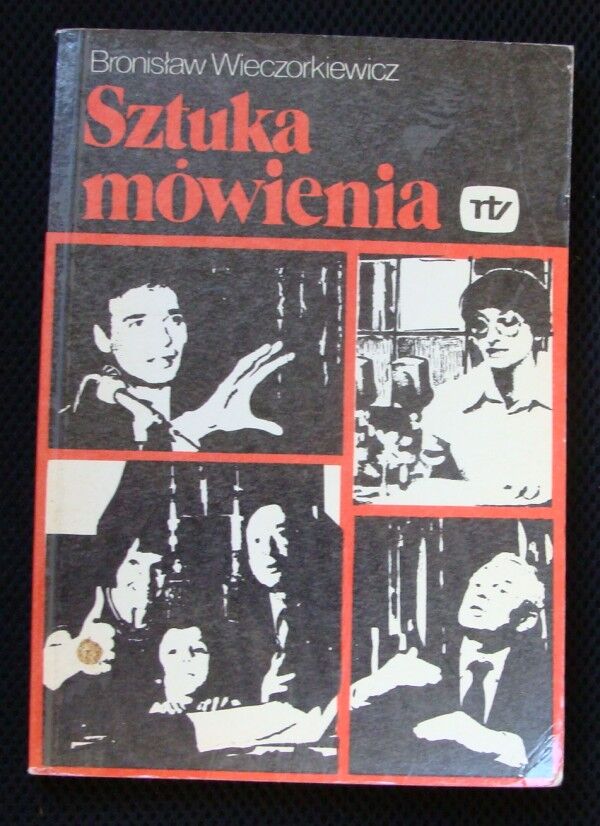 Bronisław Wieczorkiewicz
Sztuka
mówienia
rtv